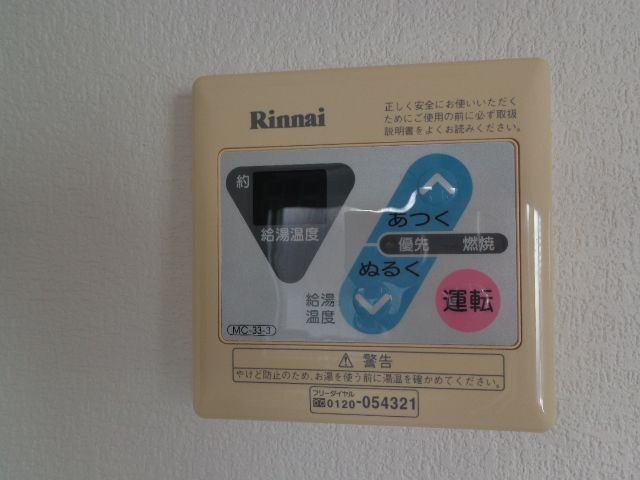 Rinnai
正しく安全にお使いいただく
ためにご使用の前に必ず取扱
説明書をよくお読みください。
約
給湯温度
あつく
優先 燃焼
ぬるく
給湯
温度
運転
MC-33-3
⚠ 警告
やけど防止のため、お湯を使う前に湯温を確かめてください。
フリーダイヤル
0120-054321